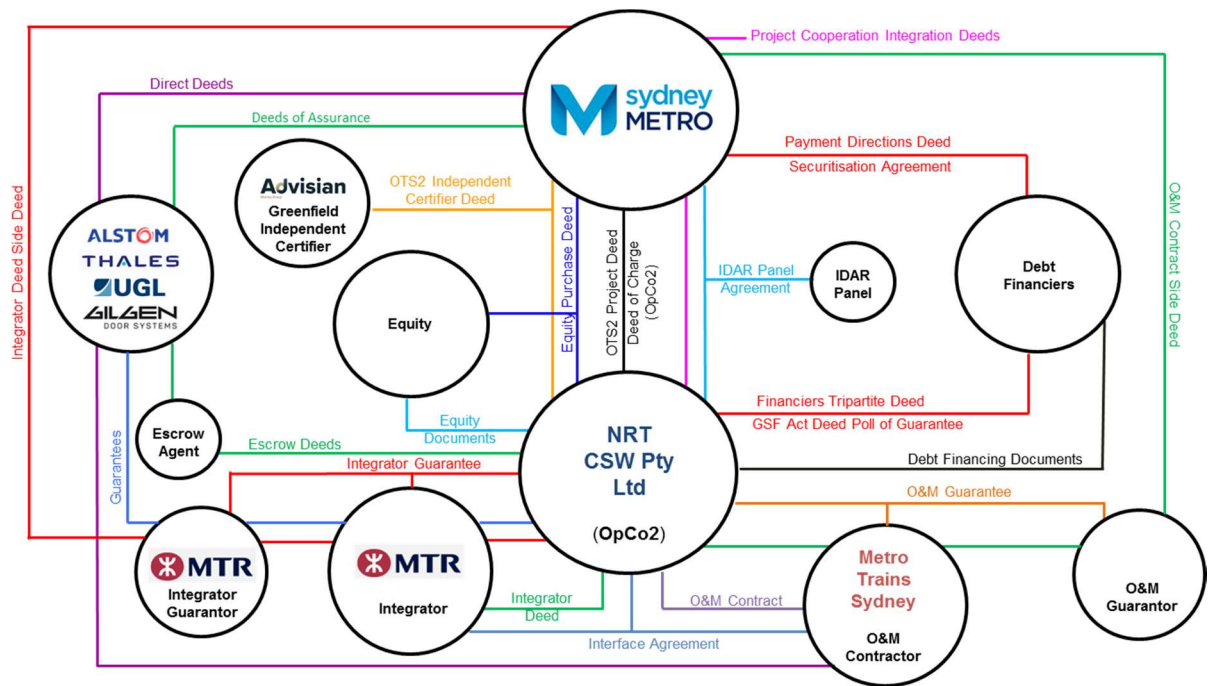 Project Cooperation Integration Deeds
sydney
METRO
Direct Deeds
Deeds of Assurance
Payment Directions Deed
Securitisation Agreement
Advisian
Worley Group
Greenfield
Independent
Certifier
OTS2 Independent
Certifier Deed
Integrator Deed Side Deed
ALSTOM
THALES
UGL
GILGEN
DOOR SYSTEMS
Equity
Equity Purchase Deed
OTS2 Project Deed
Deed of Charge
(OpCo2)
IDAR Panel
Agreement
IDAR
Panel
Debt
Financiers
O&M Contract Side Deed
Escrow
Agent
Equity
Documents
Financiers Tripartite Deed
GSF Act Deed Poll of Guarantee
Escrow Deeds
NRT
CSW Pty
Ltd
(OpCo2)
Debt Financing Documents
Guarantees
Integrator Guarantee
O&M Guarantee
MTR
Integrator
Guarantor
MTR
Integrator
Integrator
Deed
O&M Contract
Interface Agreement
Metro
Trains
Sydney
O&M
Contractor
O&M
Guarantor